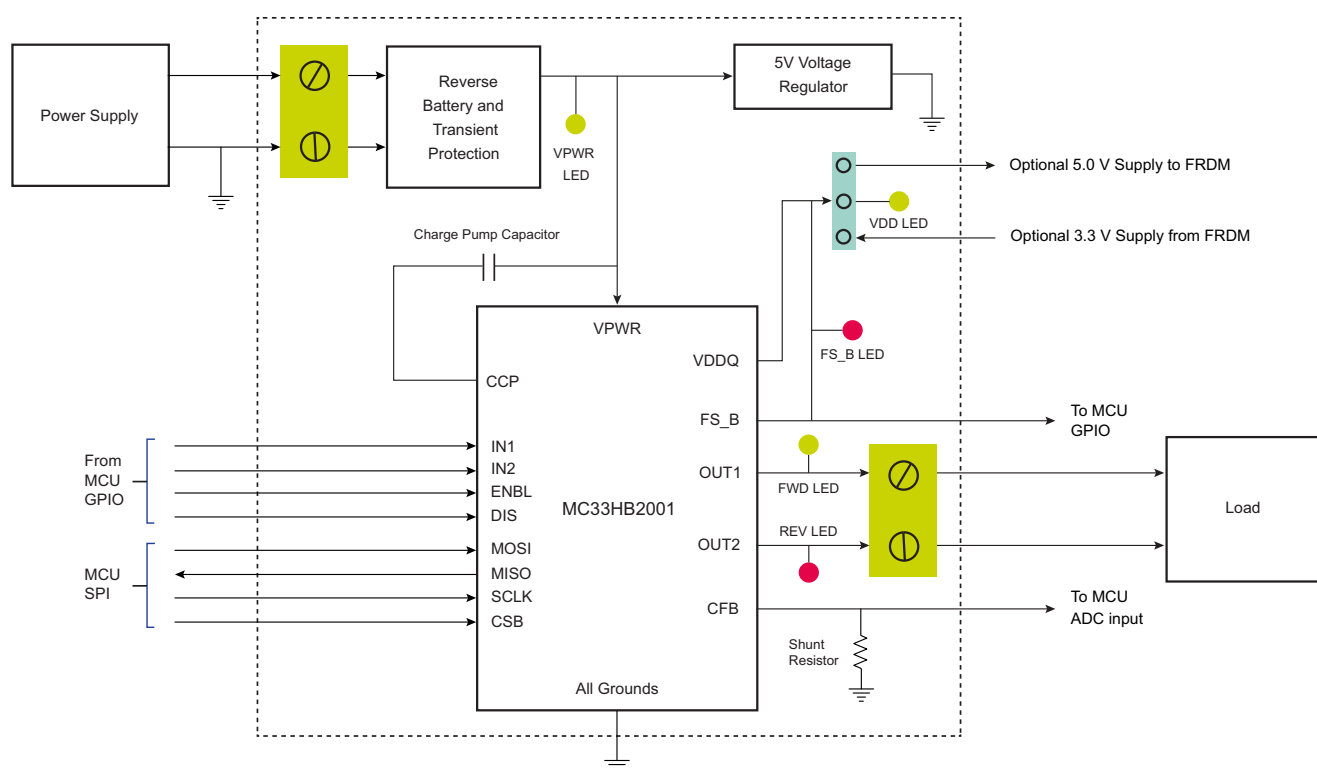 Power Supply
Reverse
Battery and
Transient
Protection
VPWR
LED
5V Voltage
Regulator
Optional 5.0 V Supply to FRDM
VDD LED
Optional 3.3 V Supply from FRDM
Charge Pump Capacitor
VPWR
VDDQ
FS_B LED
CCP
FS_B
To MCU
GPIO
From
MCU
GPIO
IN1
IN2
ENBL
DIS
MC33HB2001
OUT1
FWD LED
REV LED
OUT2
Load
MCU
SPI
MOSI
MISO
SCLK
CSB
CFB
To MCU
ADC input
Shunt
Resistor
All Grounds